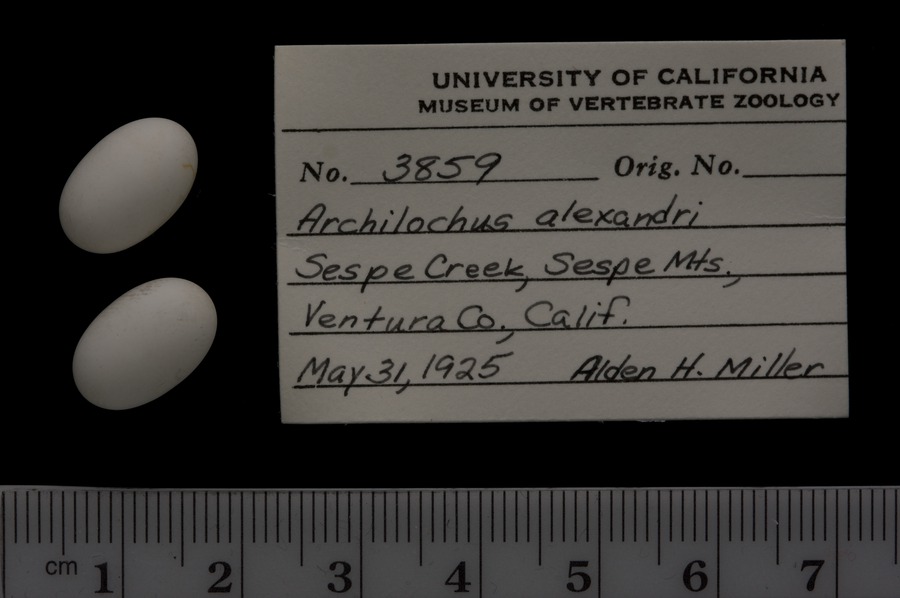 UNIVERSITY OF CALIFORNIA
MUSEUM OF VERTEBRATE ZOOLOGY
No. 3859 Orig. No.
Archilochus alexandri
Sespe Creek, Sespe Mts.,
Ventura Co., Calif.
May 31, 1925 Alden H. Miller
cm 1 2 3 4 5 6 7